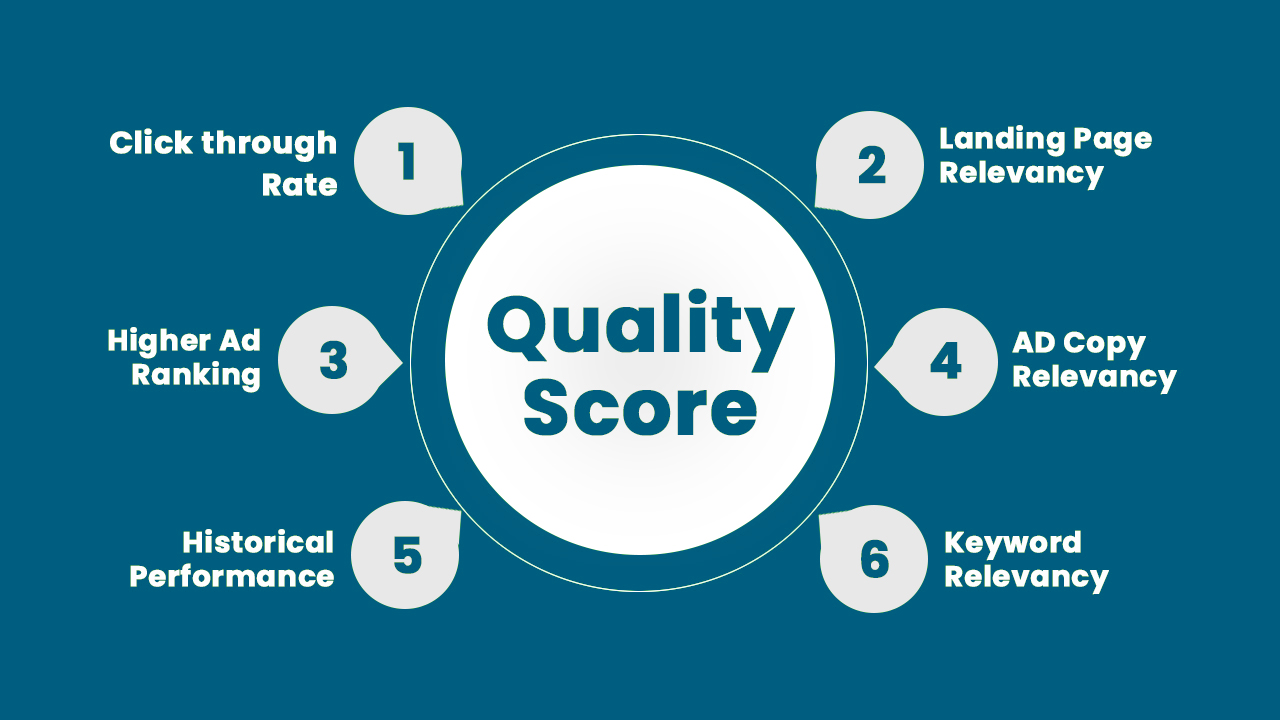 Click through
Rate
1
2
Landing Page
Relevancy
Higher Ad
Ranking
3
Quality
Score
4
AD Copy
Relevancy
Historical
Performance
5
6
Keyword
Relevancy